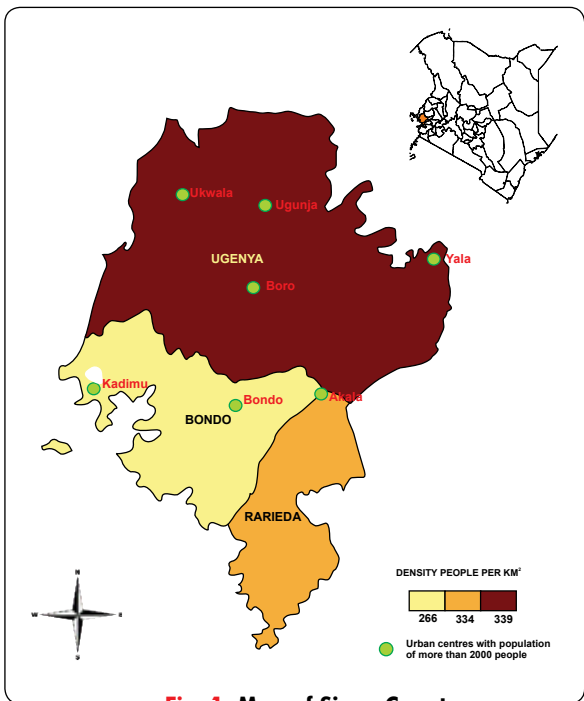 Ukwala
Ugunja
UGENYA
Yala
Boro
Kadimu
Bondo
Akala
BONDO
RARIEDA
DENSITY PEOPLE PER KM²
266 334 339
Urban centres with population
of more than 2000 people
N
W E
S